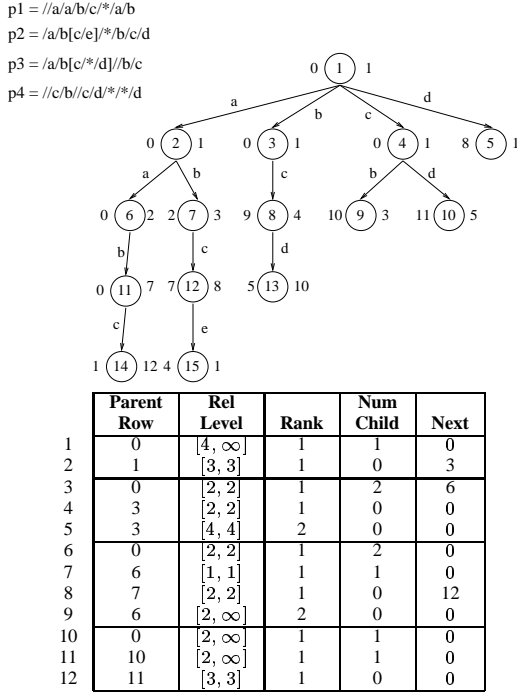 p1 = //a/a/b/c/*/a/b
p2 = /a/b[c/e]/*/b/c/d
p3 = /a/b[c/*/d]//b/c
p4 = //c/b//c/d/*/*/d
0 1 1
a b c d
0 2 1 0 3 1 0 4 1 8 5 1
a b c b d
0 6 2 2 7 3 9 8 4 10 9 3 11 10 5
b c d
0 11 7 7 12 8 5 13 10
c e
1 14 12 4 15 1
Parent Row Rel Level Rank Num Child Next
1 0 [4, ∞] 1 1 0
2 1 [3, 3] 1 0 3
3 0 [2, 2] 1 2 6
4 3 [2, 2] 1 0 0
5 3 [4, 4] 2 0 0
6 0 [2, 2] 1 2 0
7 6 [1, 1] 1 1 0
8 7 [2, 2] 1 0 12
9 6 [2, ∞] 2 0 0
10 0 [2, ∞] 1 1 0
11 10 [2, ∞] 1 1 0
12 11 [3, 3] 1 0 0